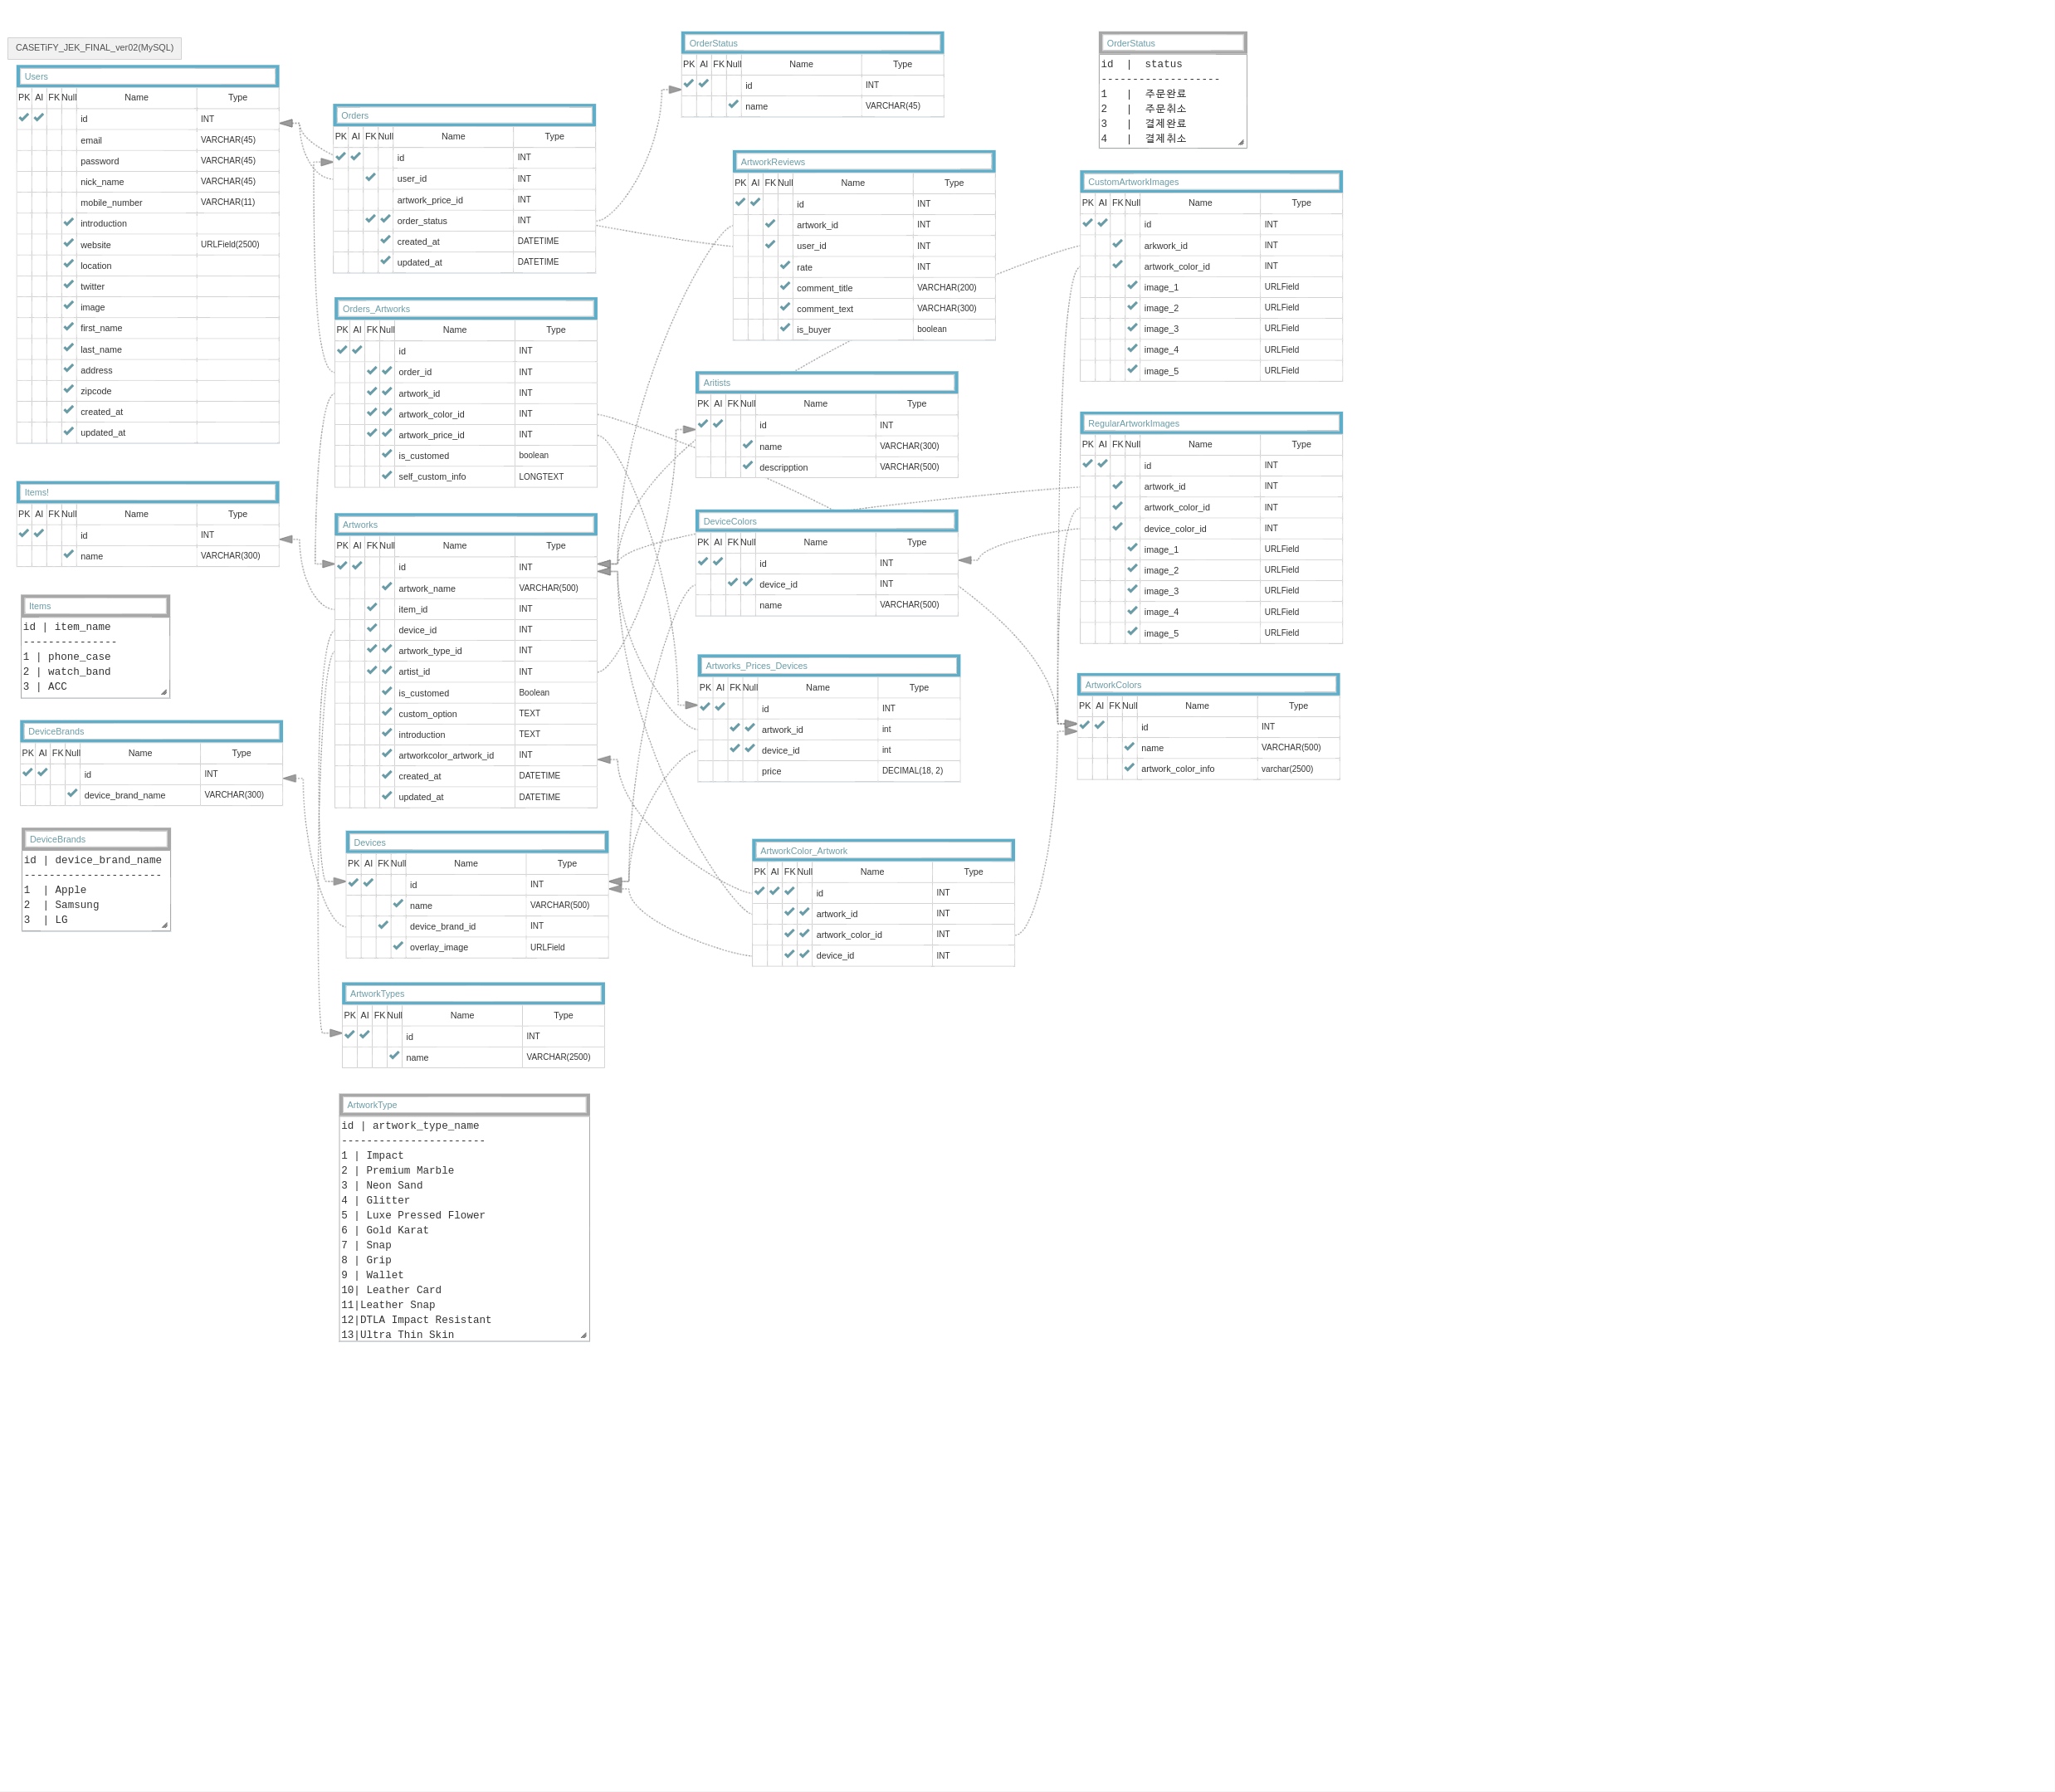 CASETiFY_JEK_FINAL_ver02(MySQL)
Users
PK AI FK Null Name Type
id INT
email VARCHAR(45)
password VARCHAR(45)
nick_name VARCHAR(45)
mobile_number VARCHAR(11)
introduction
website URLField(2500)
location
twitter
image
first_name
last_name
address
zipcode
created_at
updated_at
Items!
PK AI FK Null Name Type
id INT
name VARCHAR(300)
Items
id | item_name
---------------
1 | phone_case
2 | watch_band
3 | ACC
DeviceBrands
PK AI FK Null Name Type
id INT
device_brand_name VARCHAR(300)
DeviceBrands
id | device_brand_name
----------------------
1 | Apple
2 | Samsung
3 | LG
Orders
PK AI FK Null Name Type
id INT
user_id INT
artwork_price_id INT
order_status INT
created_at DATETIME
updated_at DATETIME
Orders_Artworks
PK AI FK Null Name Type
id INT
order_id INT
artwork_id INT
artwork_color_id INT
artwork_price_id INT
is_customed boolean
self_custom_info LONGTEXT
Artworks
PK AI FK Null Name Type
id INT
artwork_name VARCHAR(500)
item_id INT
device_id INT
artwork_type_id INT
artist_id INT
is_customed Boolean
custom_option TEXT
introduction TEXT
artworkcolor_artwork_id INT
created_at DATETIME
updated_at DATETIME
Devices
PK AI FK Null Name Type
id INT
name VARCHAR(500)
device_brand_id INT
overlay_image URLField
ArtworkTypes
PK AI FK Null Name Type
id INT
name VARCHAR(2500)
ArtworkType
id | artwork_type_name
-----------------------
1 | Impact
2 | Premium Marble
3 | Neon Sand
4 | Glitter
5 | Luxe Pressed Flower
6 | Gold Karat
7 | Snap
8 | Grip
9 | Wallet
10| Leather Card
11|Leather Snap
12|DTLA Impact Resistant
13|Ultra Thin Skin
OrderStatus
PK AI FK Null Name Type
id INT
name VARCHAR(45)
ArtworkReviews
PK AI FK Null Name Type
id INT
artwork_id INT
user_id INT
rate INT
comment_title VARCHAR(200)
comment_text VARCHAR(300)
is_buyer boolean
Aritists
PK AI FK Null Name Type
id INT
name VARCHAR(300)
descripption VARCHAR(500)
DeviceColors
PK AI FK Null Name Type
id INT
device_id INT
name VARCHAR(500)
Artworks_Prices_Devices
PK AI FK Null Name Type
id INT
artwork_id int
device_id int
price DECIMAL(18, 2)
ArtworkColor_Artwork
PK AI FK Null Name Type
id INT
artwork_id INT
artwork_color_id INT
device_id INT
OrderStatus
id | status
-------------------
1 | 주문완료
2 | 주문취소
3 | 결제완료
4 | 결제취소
CustomArtworkImages
PK AI FK Null Name Type
id INT
arkwork_id INT
artwork_color_id INT
image_1 URLField
image_2 URLField
image_3 URLField
image_4 URLField
image_5 URLField
RegularArtworkImages
PK AI FK Null Name Type
id INT
artwork_id INT
artwork_color_id INT
device_color_id INT
image_1 URLField
image_2 URLField
image_3 URLField
image_4 URLField
image_5 URLField
ArtworkColors
PK AI FK Null Name Type
id INT
name VARCHAR(500)
artwork_color_info varchar(2500)